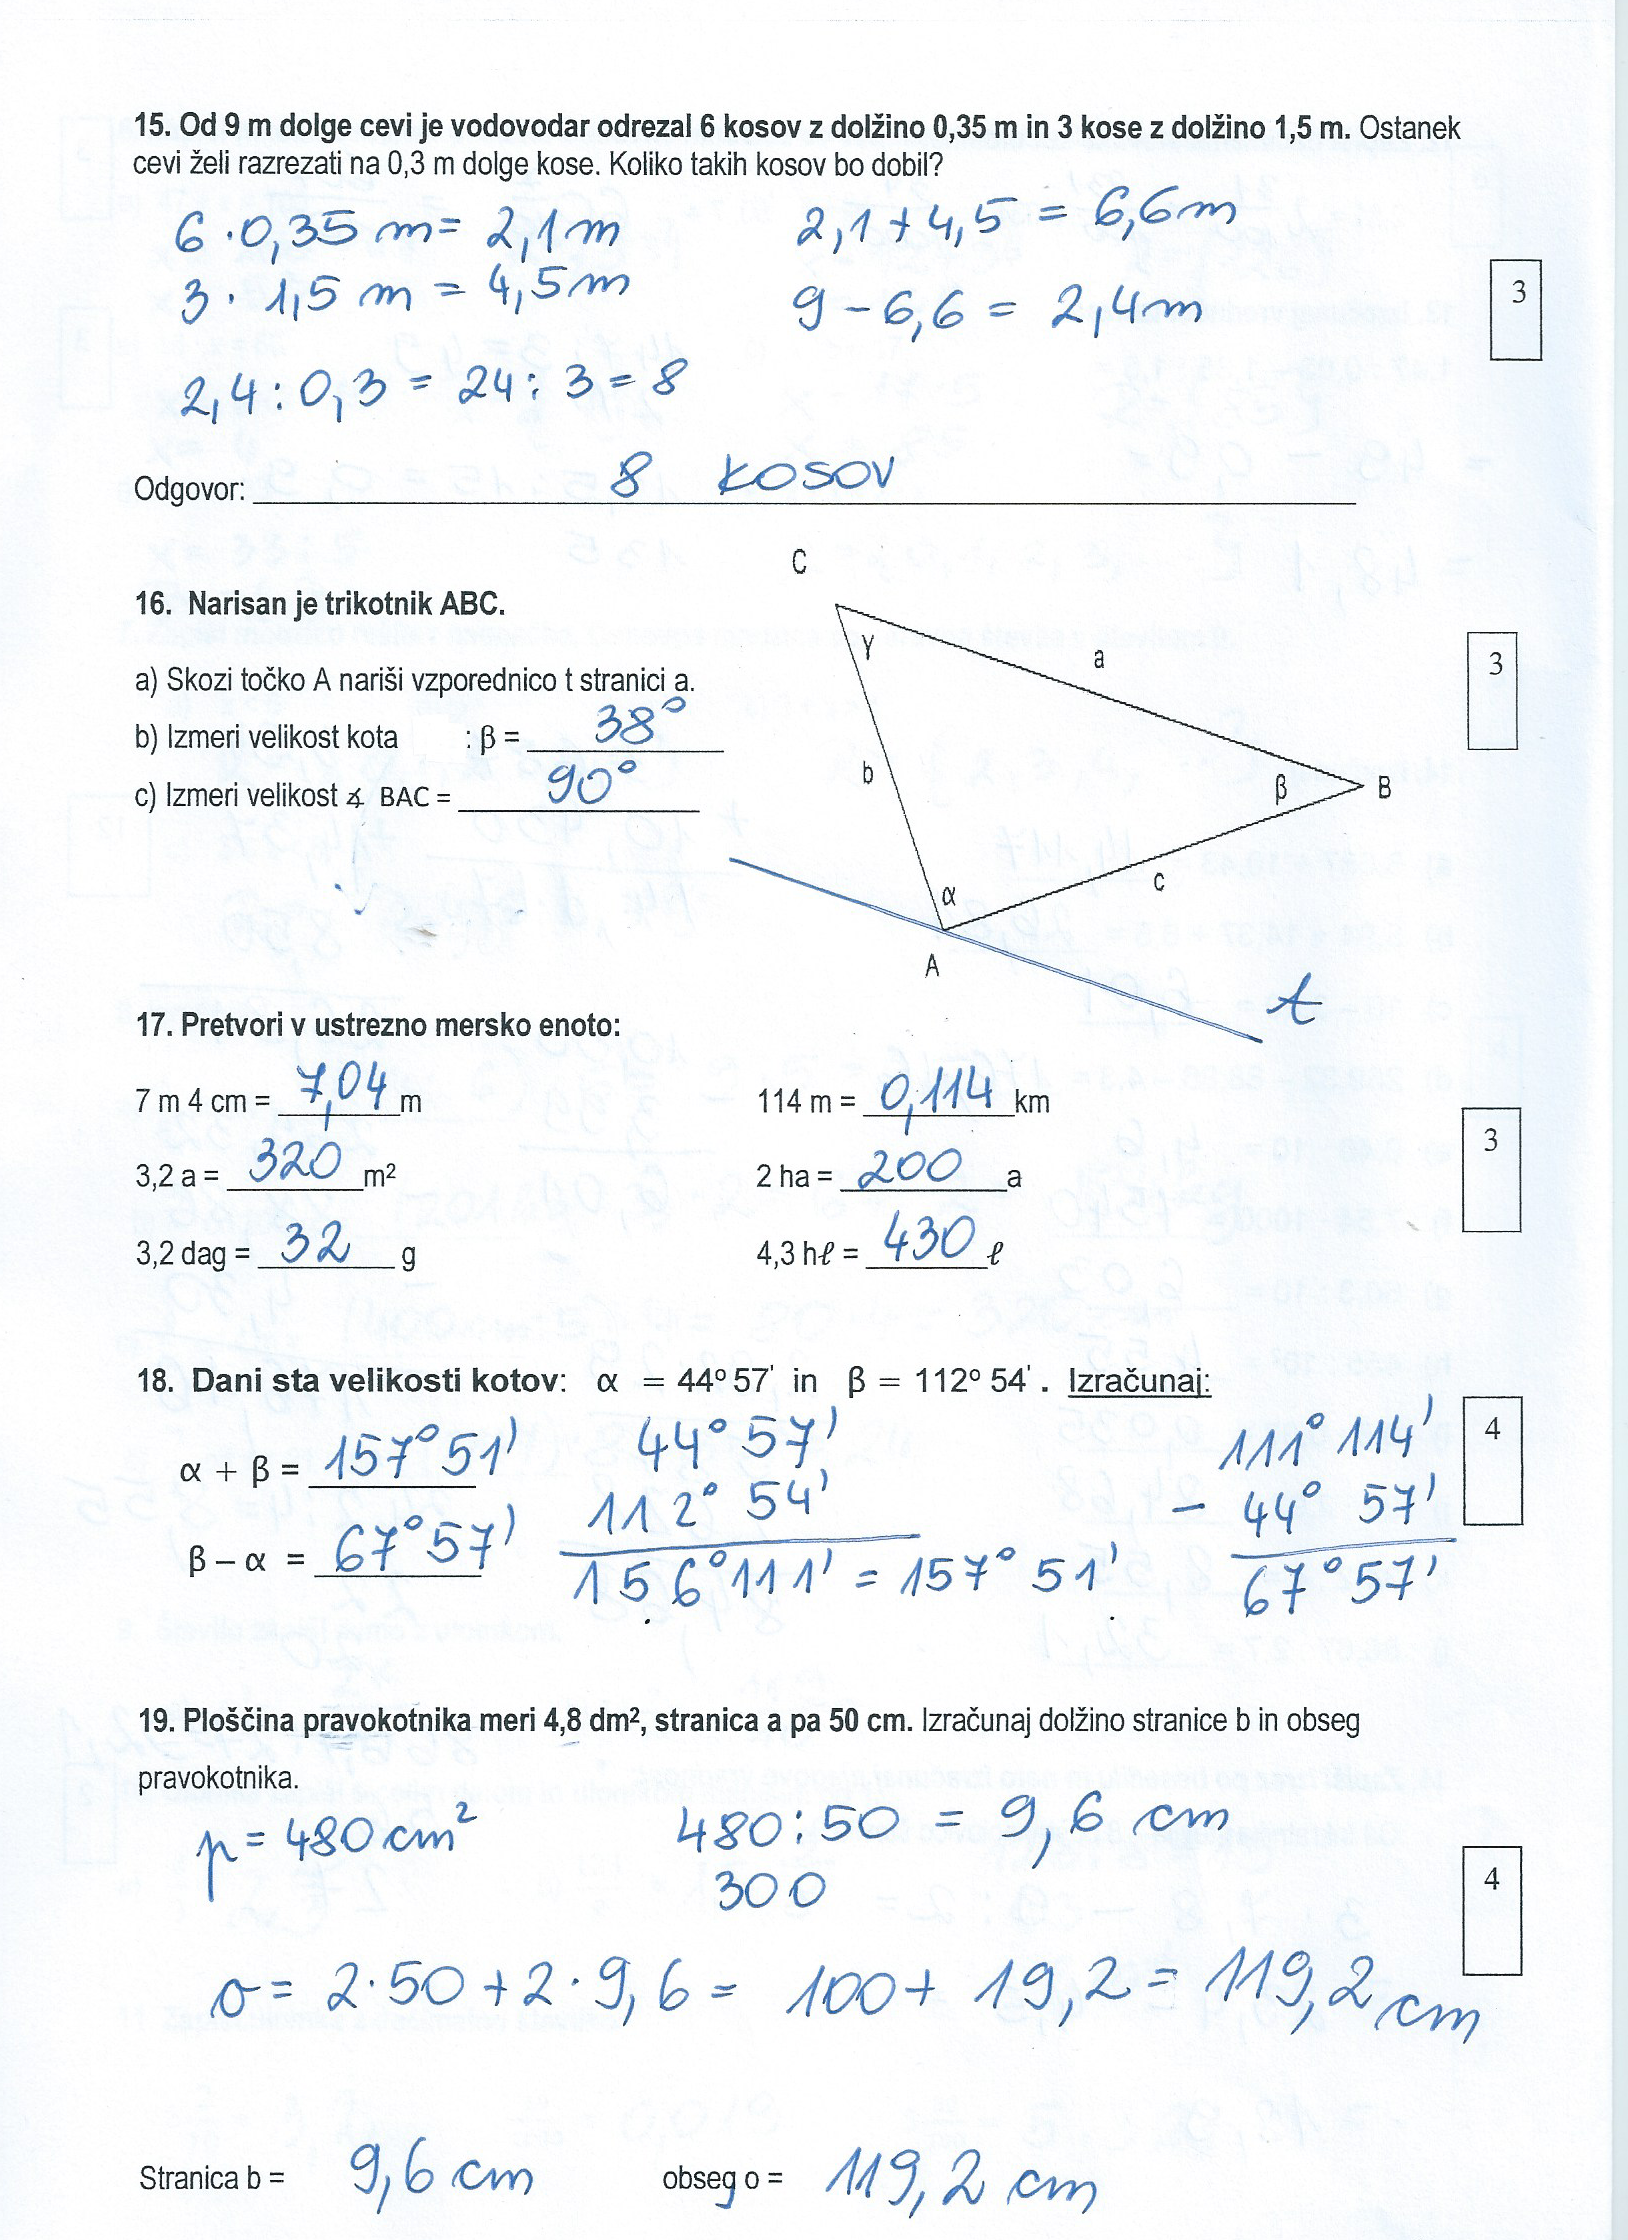 15. Od 9 m dolge cevi je vodovodar odrezal 6 kosov z dolžino 0,35 m in 3 kose z dolžino 1,5 m. Ostanek
cevi želi razrezati na 0,3 m dolge kose. Koliko takih kosov bo dobil?
6 · 0,35 m = 2,1 m
3 · 1,5 m = 4,5 m
2,1 + 4,5 = 6,6 m
9 - 6,6 = 2,4 m
3
2,4 : 0,3 = 24 : 3 = 8
Odgovor: 8 KOSOV
16. Narisan je trikotnik ABC.
a) Skozi točko A nariši vzporednico t stranici a.
b) Izmeri velikost kota : β = 38°
c) Izmeri velikost ∡ BAC = 90°
C
γ
a
b
β
B
α
c
A
t
3
17. Pretvori v ustrezno mersko enoto:
7 m 4 cm = 7,04 m
114 m = 0,114 km
3,2 a = 320 m²
2 ha = 200 a
3,2 dag = 32 g
4,3 hℓ = 430 ℓ
3
18. Dani sta velikosti kotov: α = 44° 57' in β = 112° 54'. Izračunaj:
α + β = 157° 51'
β – α = 67° 57'
44° 57'
112° 54'
156° 111' = 157° 51'
111° 114'
- 44° 57'
67° 57'
4
19. Ploščina pravokotnika meri 4,8 dm², stranica a pa 50 cm. Izračunaj dolžino stranice b in obseg
pravokotnika.
p = 480 cm²
480 : 50 = 9,6 cm
300
4
o = 2·50 + 2·9,6 = 100 + 19,2 = 119,2 cm
Stranica b = 9,6 cm
obseg o = 119,2 cm